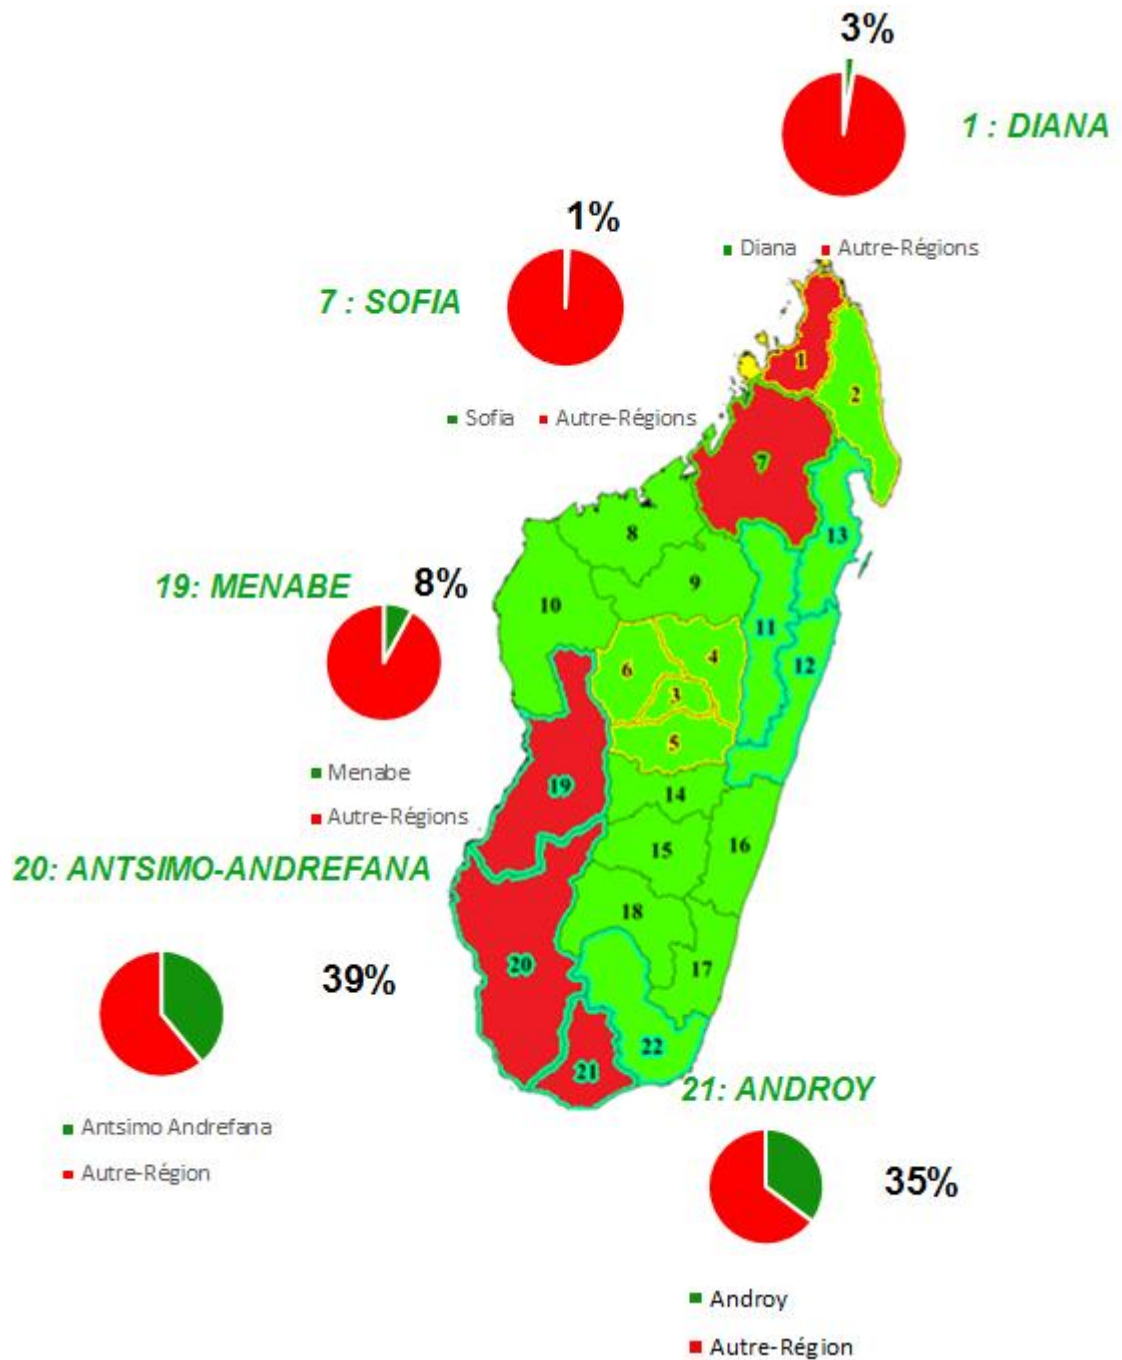 3%
1 : DIANA
1%
■ Diana ■ Autre-Régions
7 : SOFIA
1
2
■ Sofia ■ Autre-Régions
7
8
13
19: MENABE
8%
9
10
11
4
12
6
3
5
■ Menabe
19
14
■ Autre-Régions
15
16
20: ANTSIMO-ANDREFANA
18
20
17
39%
22
21
21: ANDROY
■ Antsimo Andrefana
■ Autre-Région
35%
■ Androy
■ Autre-Région